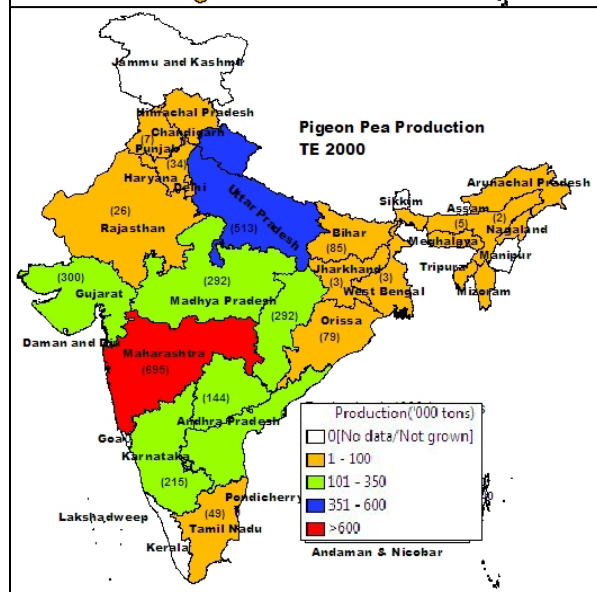 Jammu and Kashmir
Himachal Pradesh
Chandigarh
(7)
Punjab
(34)
Haryana
Delhi
Pigeon Pea Production
TE 2000
(26)
Rajasthan
Uttar Pradesh
(513)
Sikkim
Arunachal Pradesh
Assam
(5)
(2)
Nagaland
Bihar
(85)
Meghalaya
Manipur
Jharkhand
(3)
(3)
West Bengal
Tripura
Mizoram
(300)
Gujarat
(292)
Madhya Pradesh
(292)
Orissa
(79)
Daman and Diu
Maharashtra
(695)
(144)
Andhra Pradesh
Goa
Karnataka
(215)
Pondicherry
(49)
Tamil Nadu
Lakshadweep
Kerala
Production('000 tons)
0[No data/Not grown]
1 - 100
101 - 350
351 - 600
>600
Andaman & Nicobar